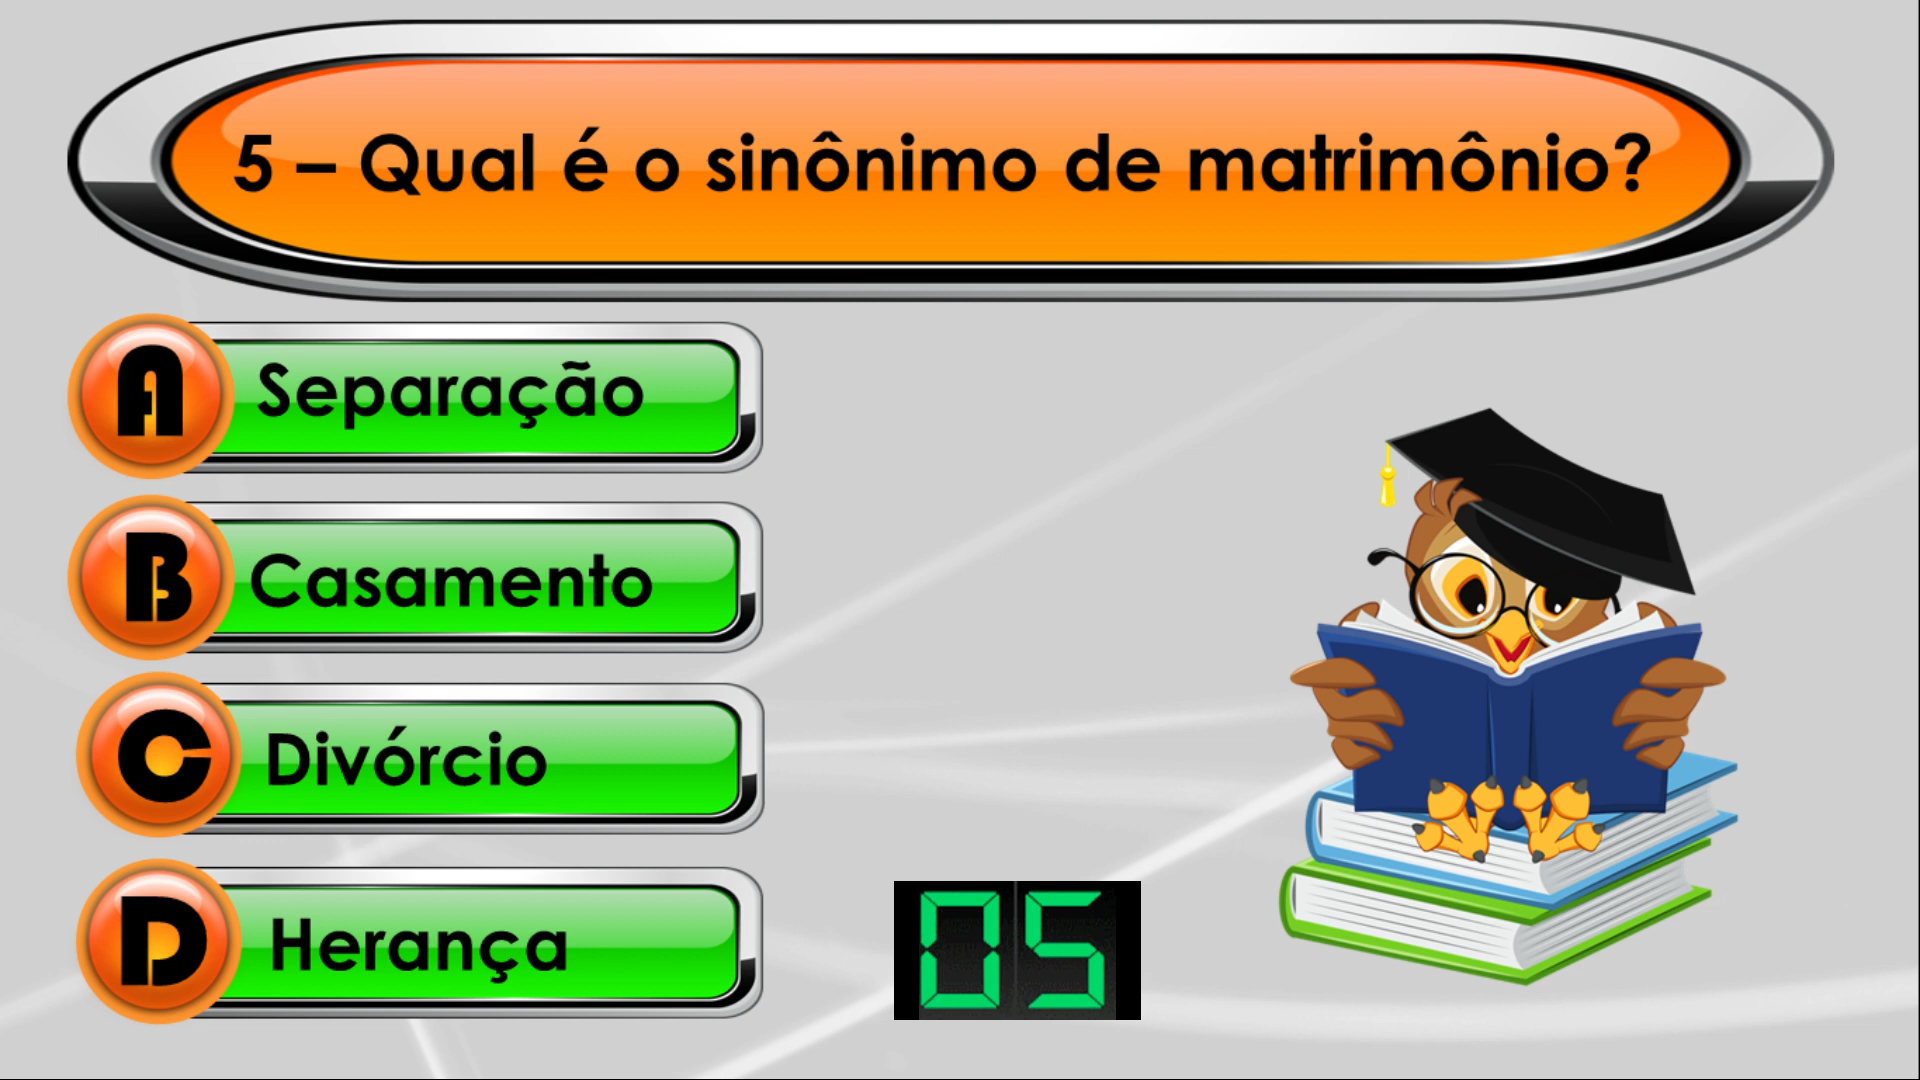 5 – Qual é o sinônimo de matrimônio?
A Separação
B Casamento
C Divórcio
D Herança
05